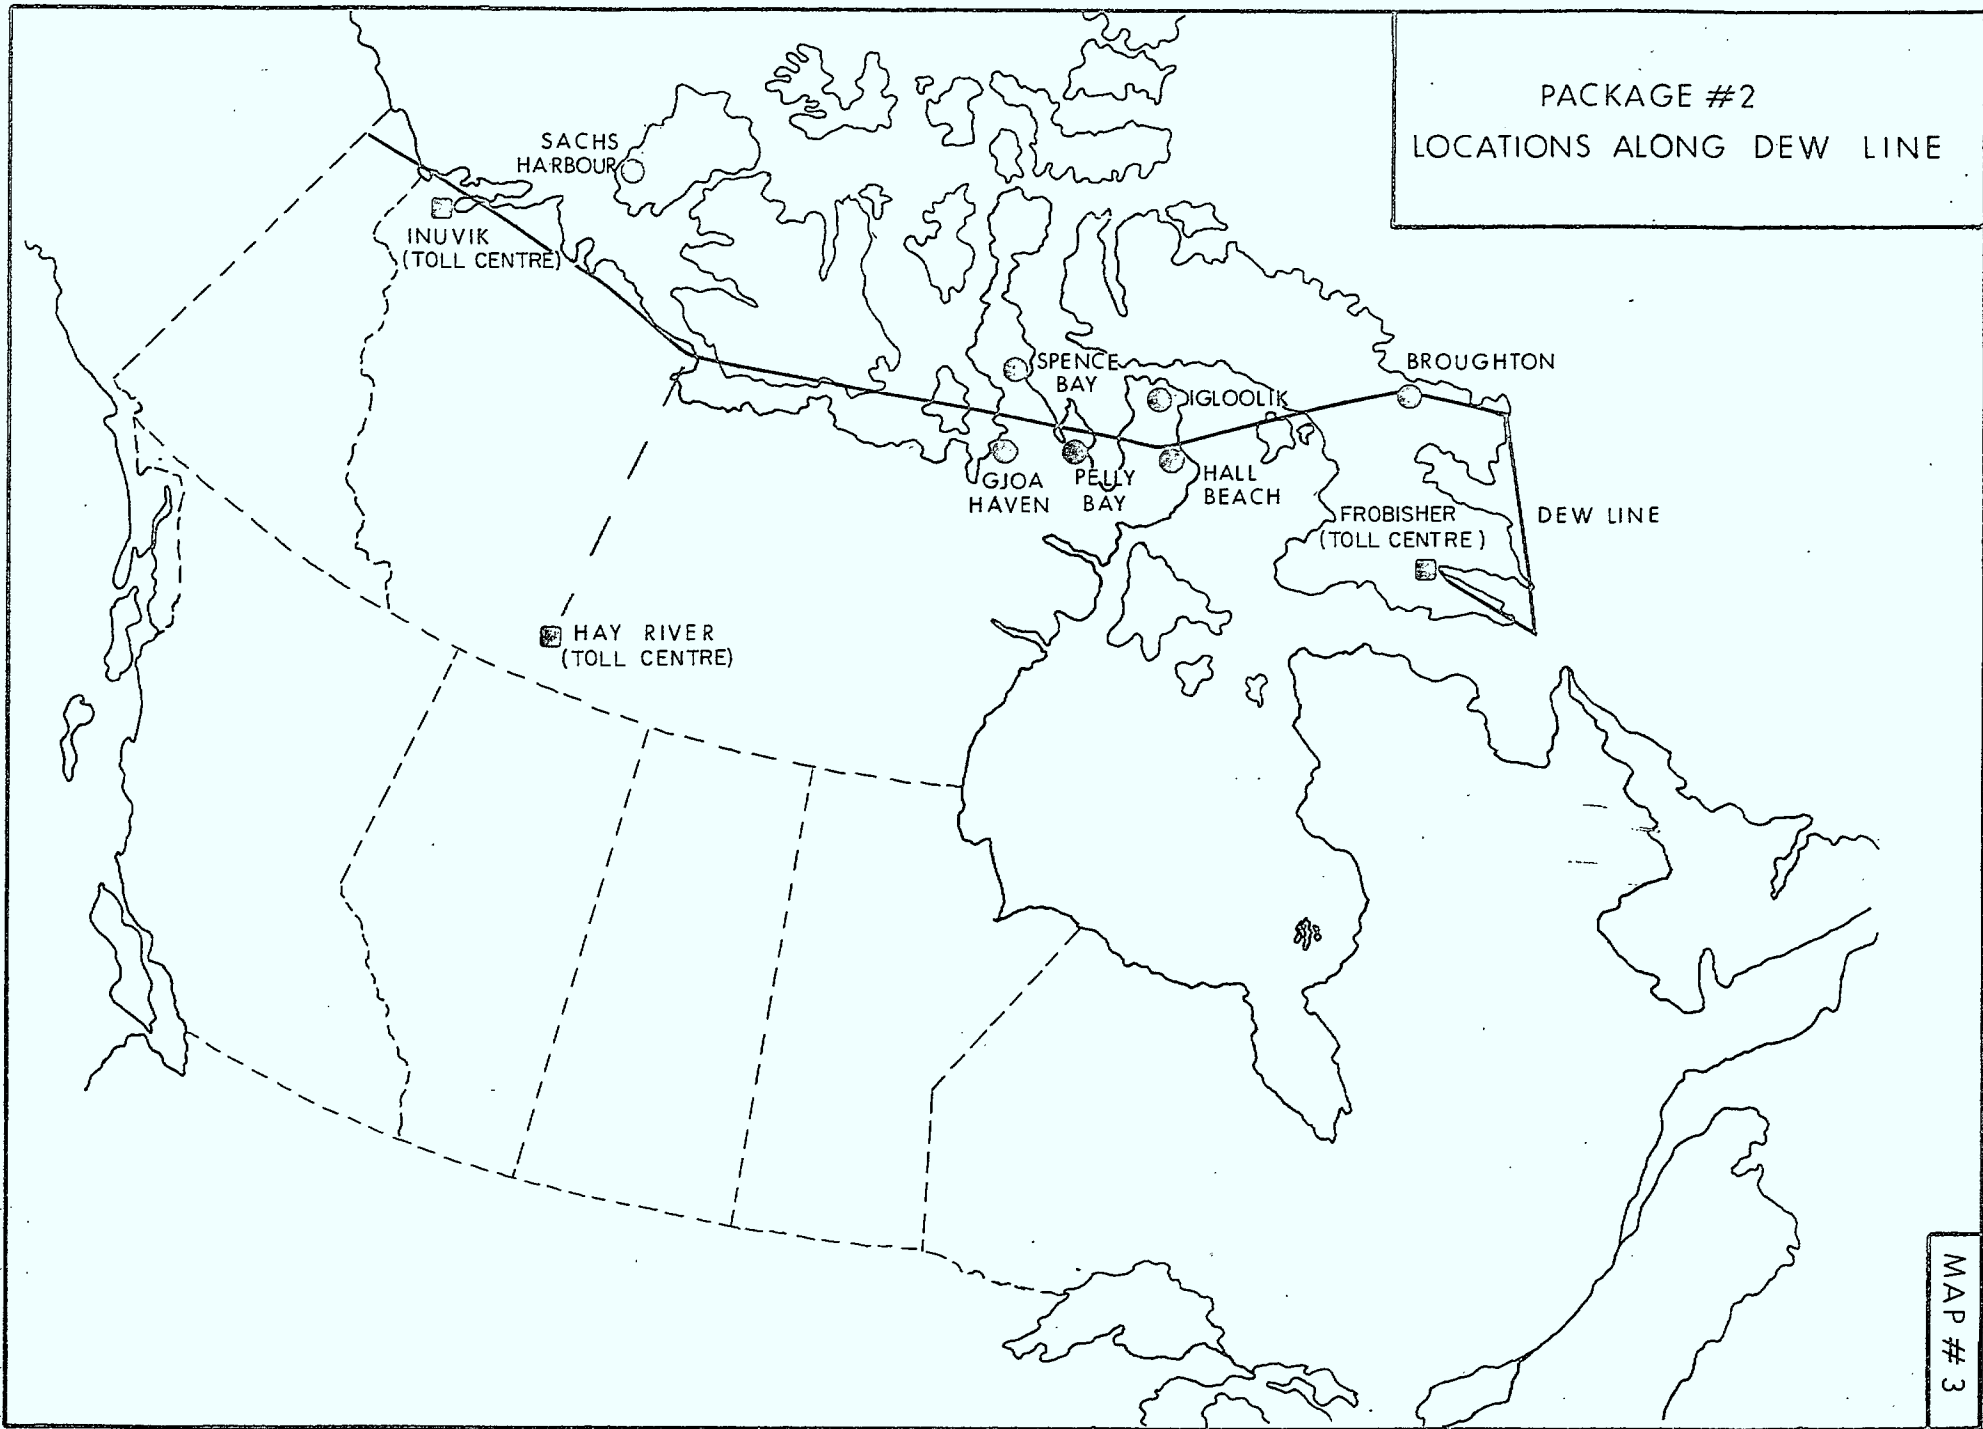 PACKAGE #2
LOCATIONS ALONG DEW LINE
SACHS
HARBOUR
INUVIK
(TOLL CENTRE)
SPENCE
BAY
IGLOOLIK
BROUGHTON
GJOA
HAVEN
PELLY
BAY
HALL
BEACH
FROBISHER
(TOLL CENTRE)
DEW LINE
HAY RIVER
(TOLL CENTRE)
MAP #3